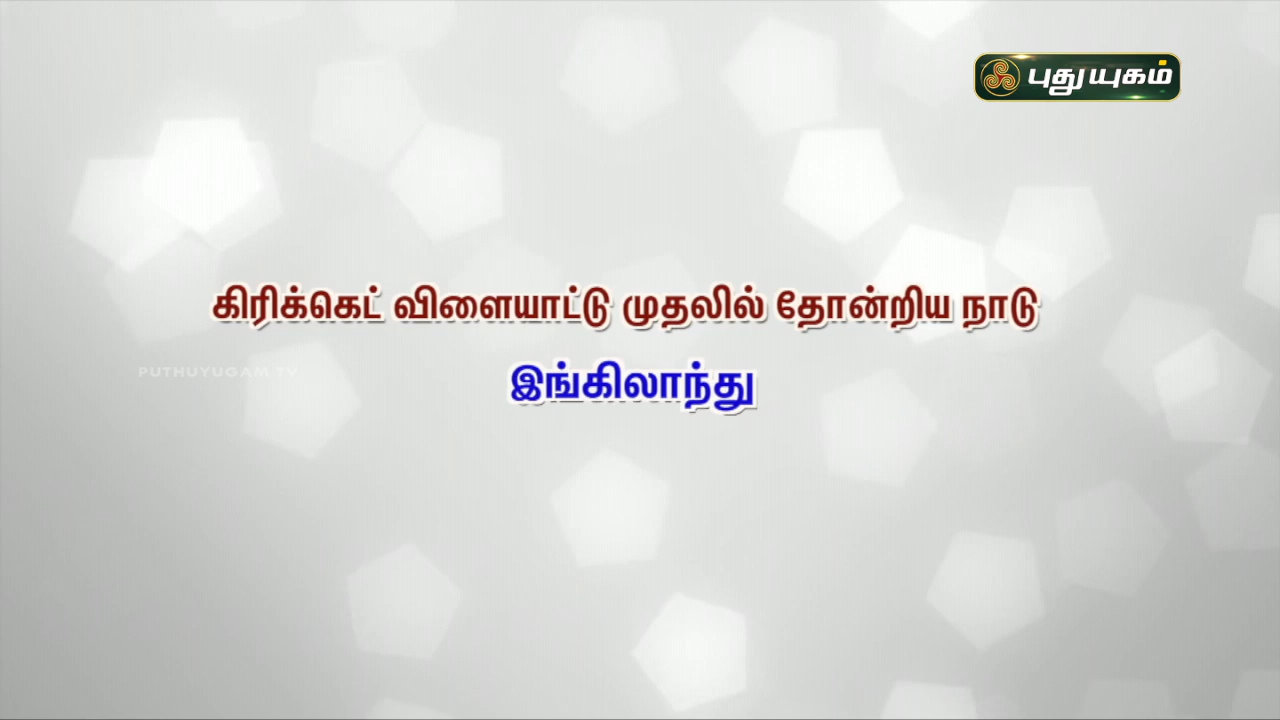 புதுயுகம்
கிரிக்கெட் விளையாட்டு முதலில் தோன்றிய நாடு
PUTHUYUGAM TV
இங்கிலாந்து